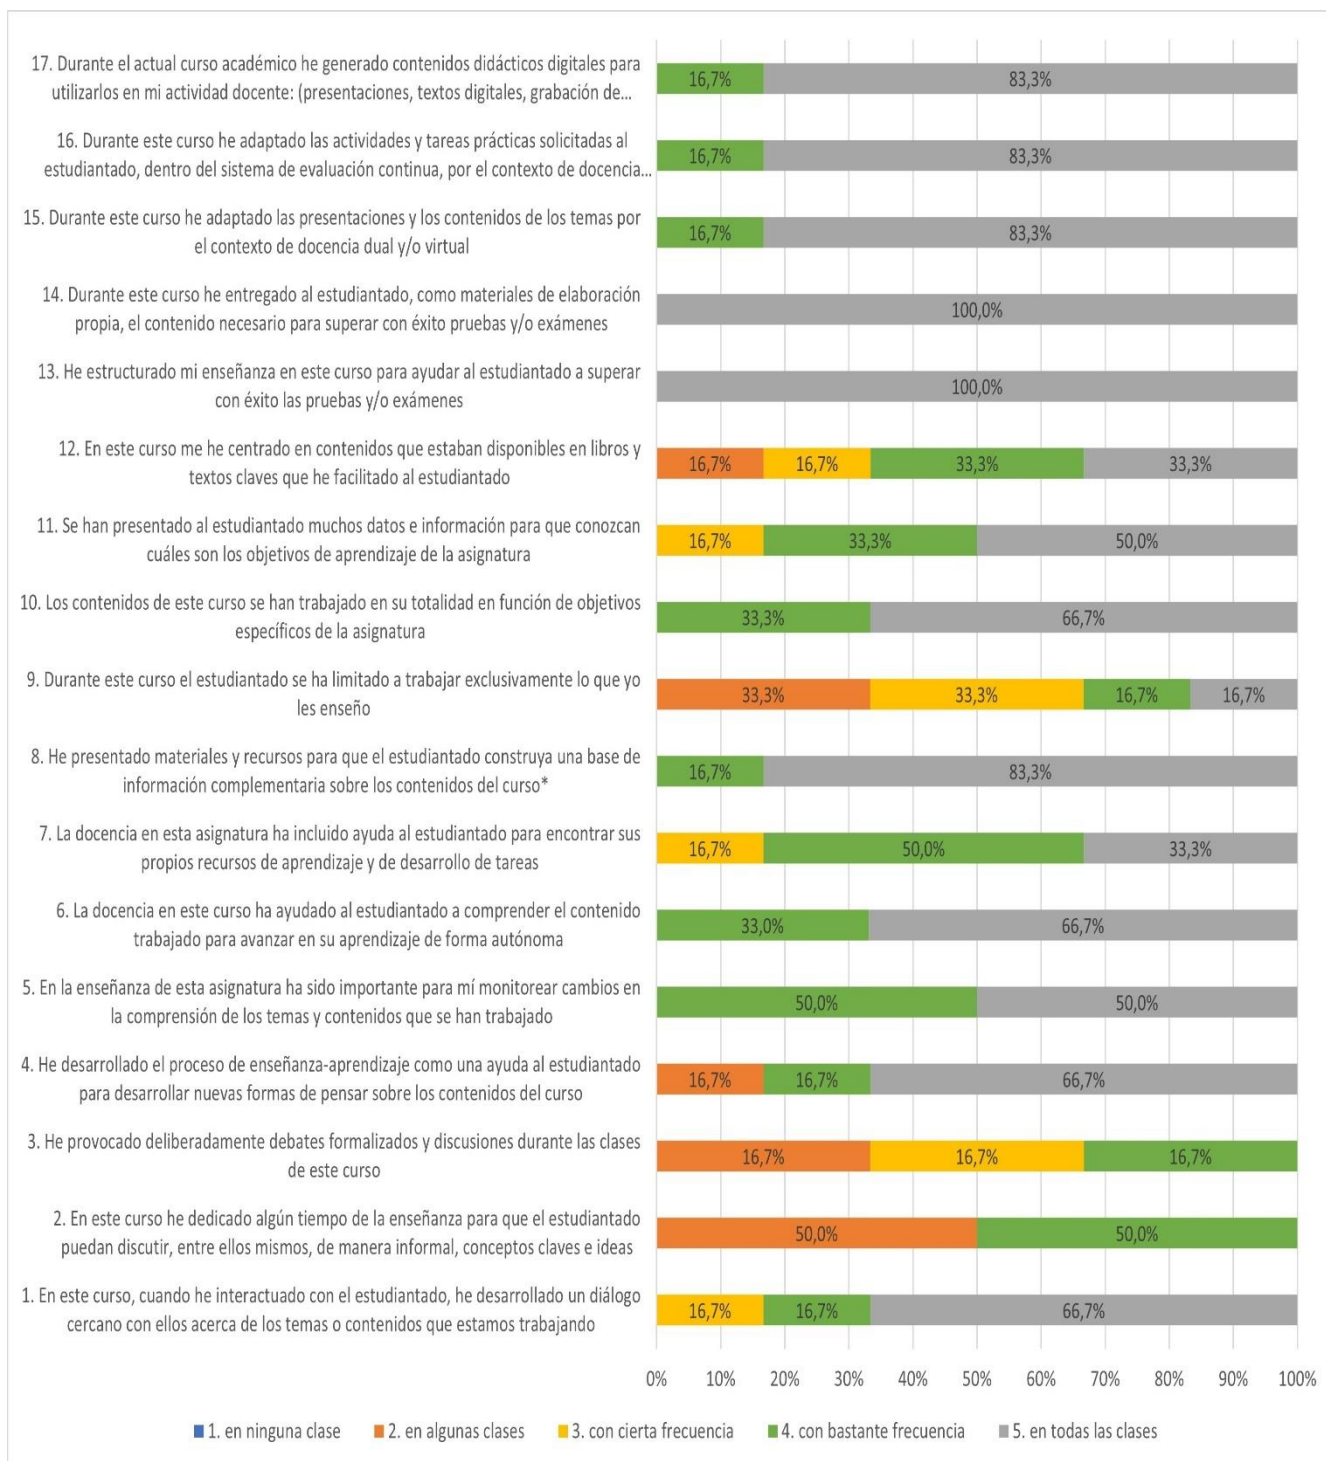 17. Durante el actual curso académico he generado contenidos didácticos digitales para
utilizarlos en mi actividad docente: (presentaciones, textos digitales, grabación de...
16,7% 83,3%
16. Durante este curso he adaptado las actividades y tareas prácticas solicitadas al
estudiantado, dentro del sistema de evaluación continua, por el contexto de docencia...
16,7% 83,3%
15. Durante este curso he adaptado las presentaciones y los contenidos de los temas por
el contexto de docencia dual y/o virtual
16,7% 83,3%
14. Durante este curso he entregado al estudiantado, como materiales de elaboración
propia, el contenido necesario para superar con éxito pruebas y/o exámenes
100,0%
13. He estructurado mi enseñanza en este curso para ayudar al estudiantado a superar
con éxito las pruebas y/o exámenes
100,0%
12. En este curso me he centrado en contenidos que estaban disponibles en libros y
textos claves que he facilitado al estudiantado
16,7% 16,7% 33,3% 33,3%
11. Se han presentado al estudiantado muchos datos e información para que conozcan
cuáles son los objetivos de aprendizaje de la asignatura
16,7% 33,3% 50,0%
10. Los contenidos de este curso se han trabajado en su totalidad en función de objetivos
específicos de la asignatura
33,3% 66,7%
9. Durante este curso el estudiantado se ha limitado a trabajar exclusivamente lo que yo
les enseño
33,3% 33,3% 16,7% 16,7%
8. He presentado materiales y recursos para que el estudiantado construya una base de
información complementaria sobre los contenidos del curso*
16,7% 83,3%
7. La docencia en esta asignatura ha incluido ayuda al estudiantado para encontrar sus
propios recursos de aprendizaje y de desarrollo de tareas
16,7% 50,0% 33,3%
6. La docencia en este curso ha ayudado al estudiantado a comprender el contenido
trabajado para avanzar en su aprendizaje de forma autónoma
33,0% 66,7%
5. En la enseñanza de esta asignatura ha sido importante para mí monitorear cambios en
la comprensión de los temas y contenidos que se han trabajado
50,0% 50,0%
4. He desarrollado el proceso de enseñanza-aprendizaje como una ayuda al estudiantado
para desarrollar nuevas formas de pensar sobre los contenidos del curso
16,7% 16,7% 66,7%
3. He provocado deliberadamente debates formalizados y discusiones durante las clases
de este curso
16,7% 16,7% 16,7%
2. En este curso he dedicado algún tiempo de la enseñanza para que el estudiantado
puedan discutir, entre ellos mismos, de manera informal, conceptos claves e ideas
50,0% 50,0%
1. En este curso, cuando he interactuado con el estudiantado, he desarrollado un diálogo
cercano con ellos acerca de los temas o contenidos que estamos trabajando
16,7% 16,7% 66,7%
0% 10% 20% 30% 40% 50% 60% 70% 80% 90% 100%
1. en ninguna clase 2. en algunas clases 3. con cierta frecuencia 4. con bastante frecuencia 5. en todas las clases